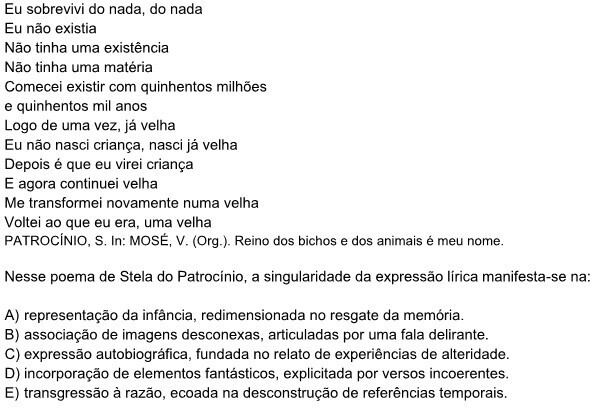 Eu sobrevivi do nada, do nada
Eu não existia
Não tinha uma existência
Não tinha uma matéria
Comecei existir com quinhentos milhões
e quinhentos mil anos
Logo de uma vez, já velha
Eu não nasci criança, nasci já velha
Depois é que eu virei criança
E agora continuei velha
Me transformei novamente numa velha
Voltei ao que eu era, uma velha
PATROCÍNIO, S. In: MOSÉ, V. (Org.). Reino dos bichos e dos animais é meu nome.
Nesse poema de Stela do Patrocínio, a singularidade da expressão lírica manifesta-se na:
A) representação da infância, redimensionada no resgate da memória.
B) associação de imagens desconexas, articuladas por uma fala delirante.
C) expressão autobiográfica, fundada no relato de experiências de alteridade.
D) incorporação de elementos fantásticos, explicitada por versos incoerentes.
E) transgressão à razão, ecoada na desconstrução de referências temporais.